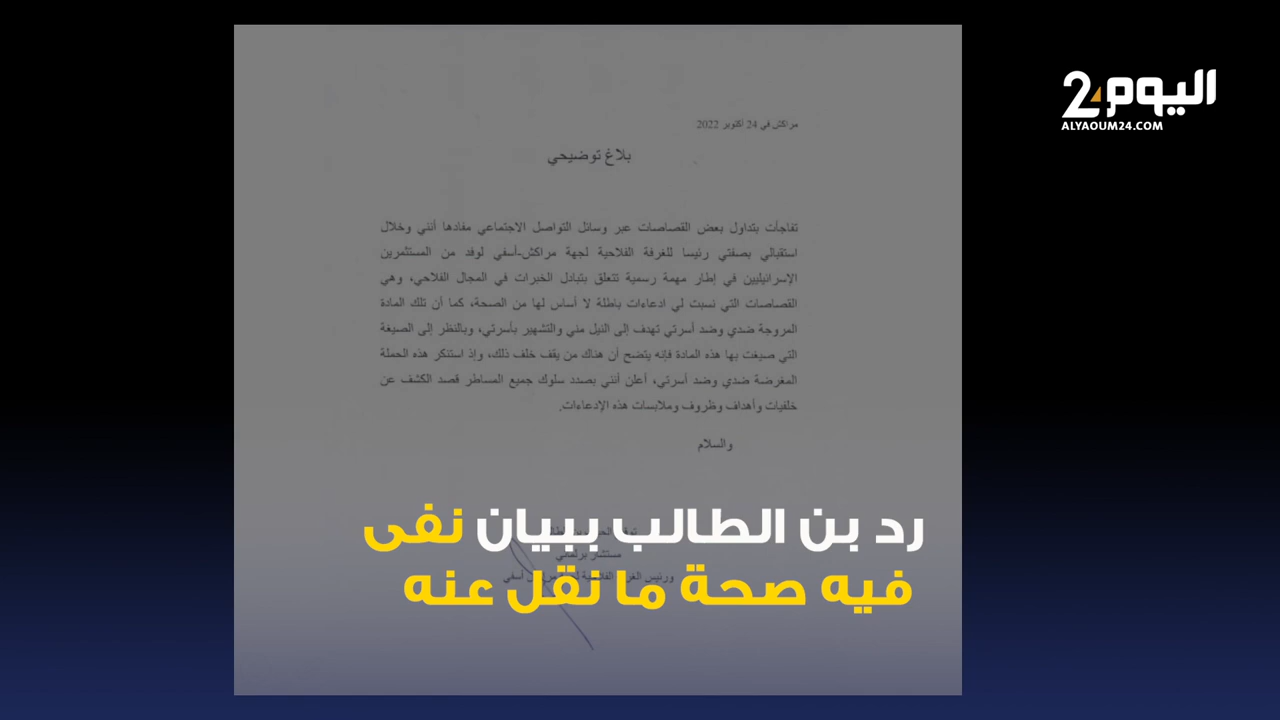 اليوم24
ALYAOUM24.COM
مراكش في 24 أكتوبر 2022
بلاغ توضيحي
تفاجأت بتداول بعض القصاصات عبر وسائل التواصل الاجتماعي مفادها أنني وخلال
استقبالي بصفتي رئيسا للغرفة الفلاحية لجهة مراكش-أسفي لوفد من المستثمرين
الإسرائيليين في إطار مهمة رسمية تتعلق بتبادل الخبرات في المجال الفلاحي، وهي
القصاصات التي نسبت لي ادعاءات باطلة لا أساس لها من الصحة، كما أن تلك المادة
المروجة ضدي وضد أسرتي تهدف إلى النيل مني والتشهير بأسرتي، وبالنظر إلى الصيغة
التي صيغت بها هذه المادة فإنه يتضح أن هناك من يقف خلف ذلك، وإذ استنكر هذه الحملة
المغرضة ضدي وضد أسرتي، أعلن أنني بصدد سلوك جميع المساطر قصد الكشف عن
خلفيات وأهداف وظروف وملابسات هذه الإدعاءات.
والسلام
مستشار برلماني
أسفي
رد بن الطالب ببيان نفى
فيه صحة ما نقل عنه